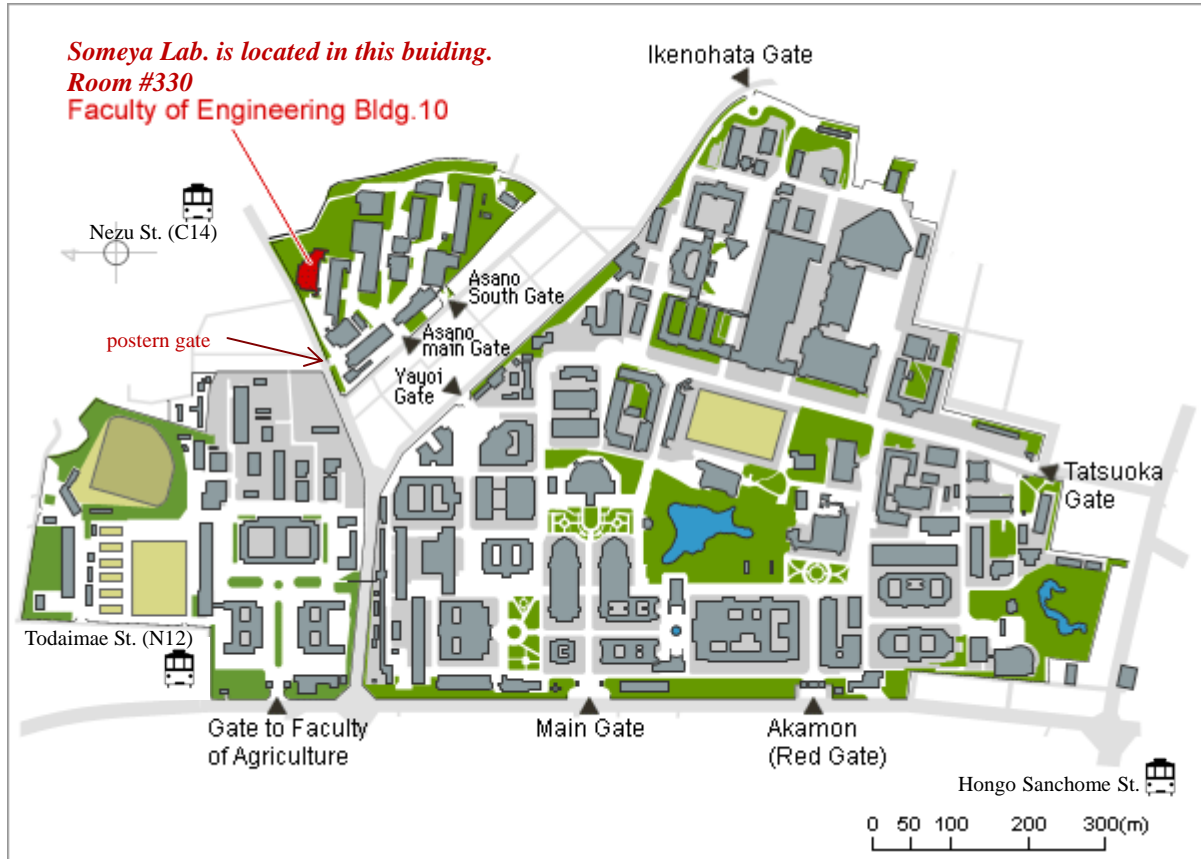 Someya Lab. is located in this buiding.
Room #330
Faculty of Engineering Bldg.10
Ikenohata Gate
Nezu St. (C14)
Asano
South Gate
postern gate
Asano
main Gate
Yayoi
Gate
Tatsuoka
Gate
Todaimae St. (N12)
Gate to Faculty
of Agriculture
Main Gate
Akamon
(Red Gate)
Hongo Sanchome St.
0 50 100 200 300(m)